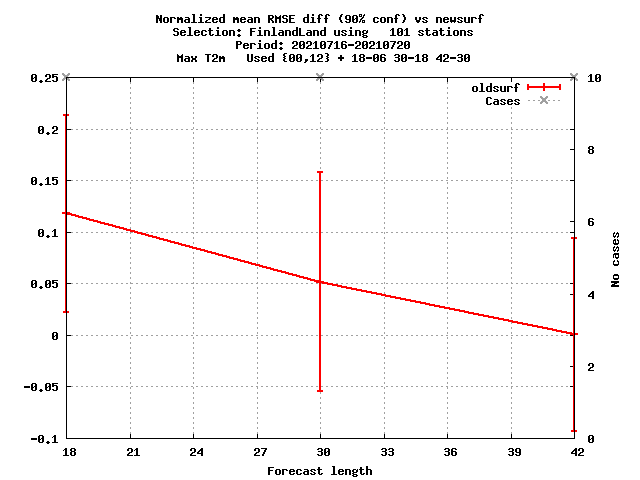 Normalized mean RMSE diff (90% conf) vs newsurf
Selection: FinlandLand using   101 stations
Period: 20210716-20210720
Max T2m   Used {00,12} + 18-06 30-18 42-30
oldsurf
Cases
0.25
0.2
0.15
0.1
0.05
0
-0.05
-0.1
10
8
6
4
2
0
No cases
18 21 24 27 30 33 36 39 42
Forecast length